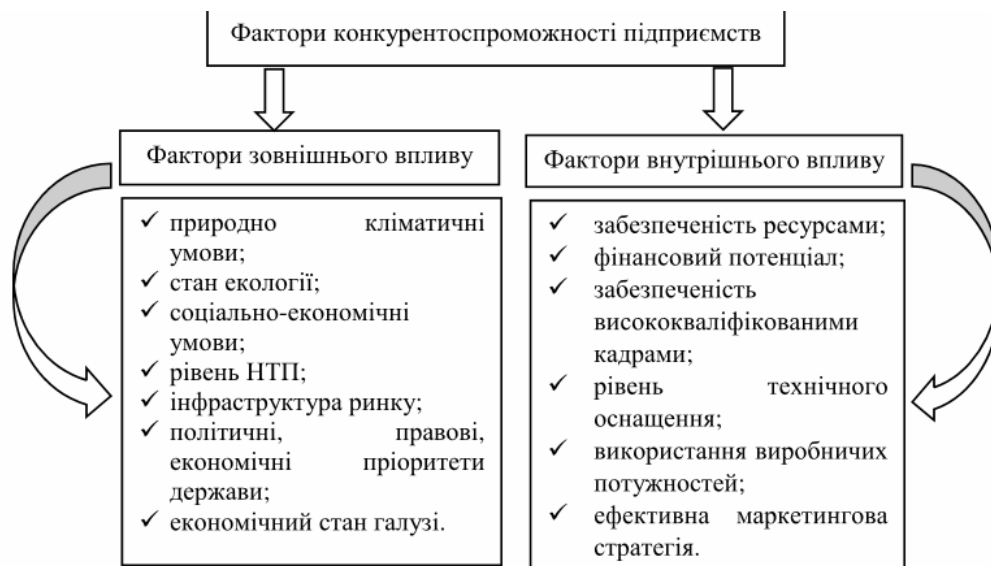 Фактори конкурентоспроможності підприємств
Фактори зовнішнього впливу
природно кліматичні
умови;
стан екології;
соціально-економічні
умови;
рівень НТП;
інфраструктура ринку;
політичні, правові,
економічні пріоритети
держави;
економічний стан галузі.
Фактори внутрішнього впливу
забезпеченість ресурсами;
фінансовий потенціал;
забезпеченість
висококваліфікованими
кадрами;
рівень технічного
оснащення;
використання виробничих
потужностей;
ефективна маркетингова
стратегія.